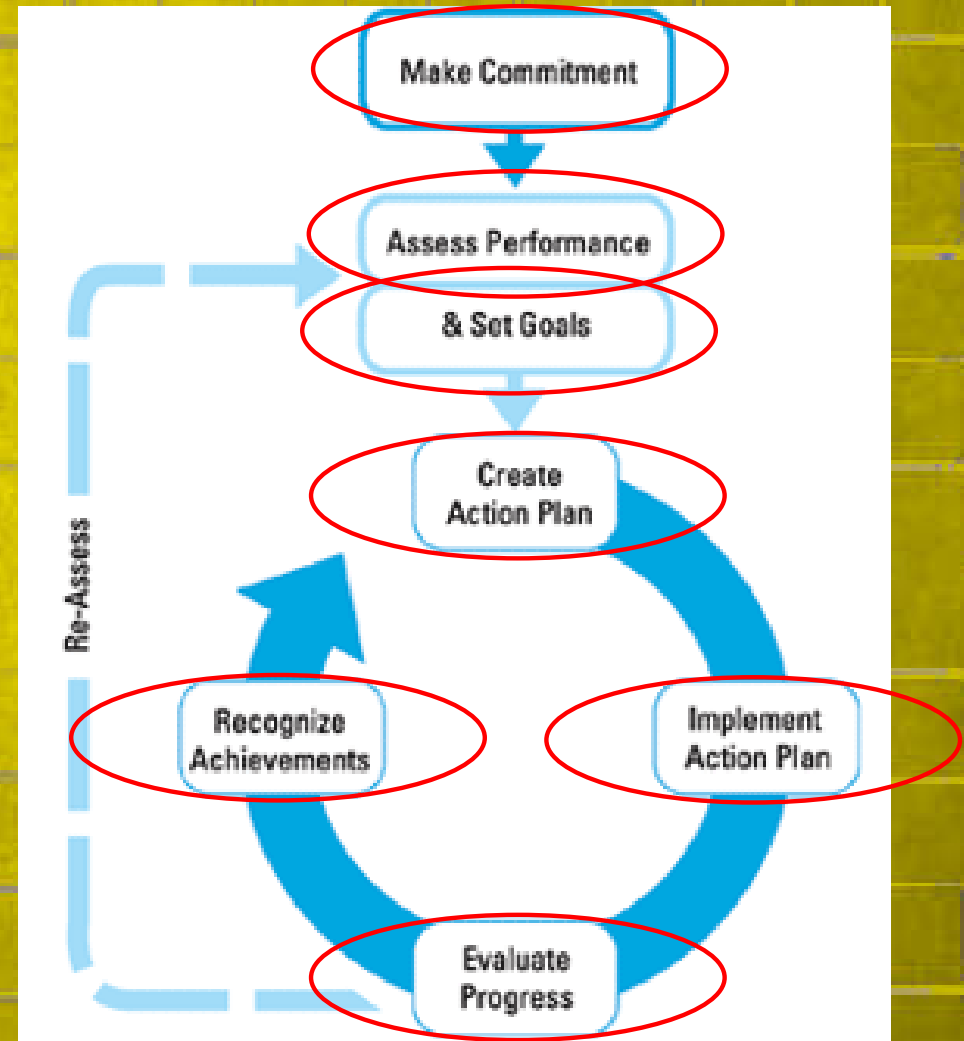 Make Commitment
Assess Performance
& Set Goals
Create
Action Plan
Re-Assess
Recognize
Achievements
Implement
Action Plan
Evaluate
Progress